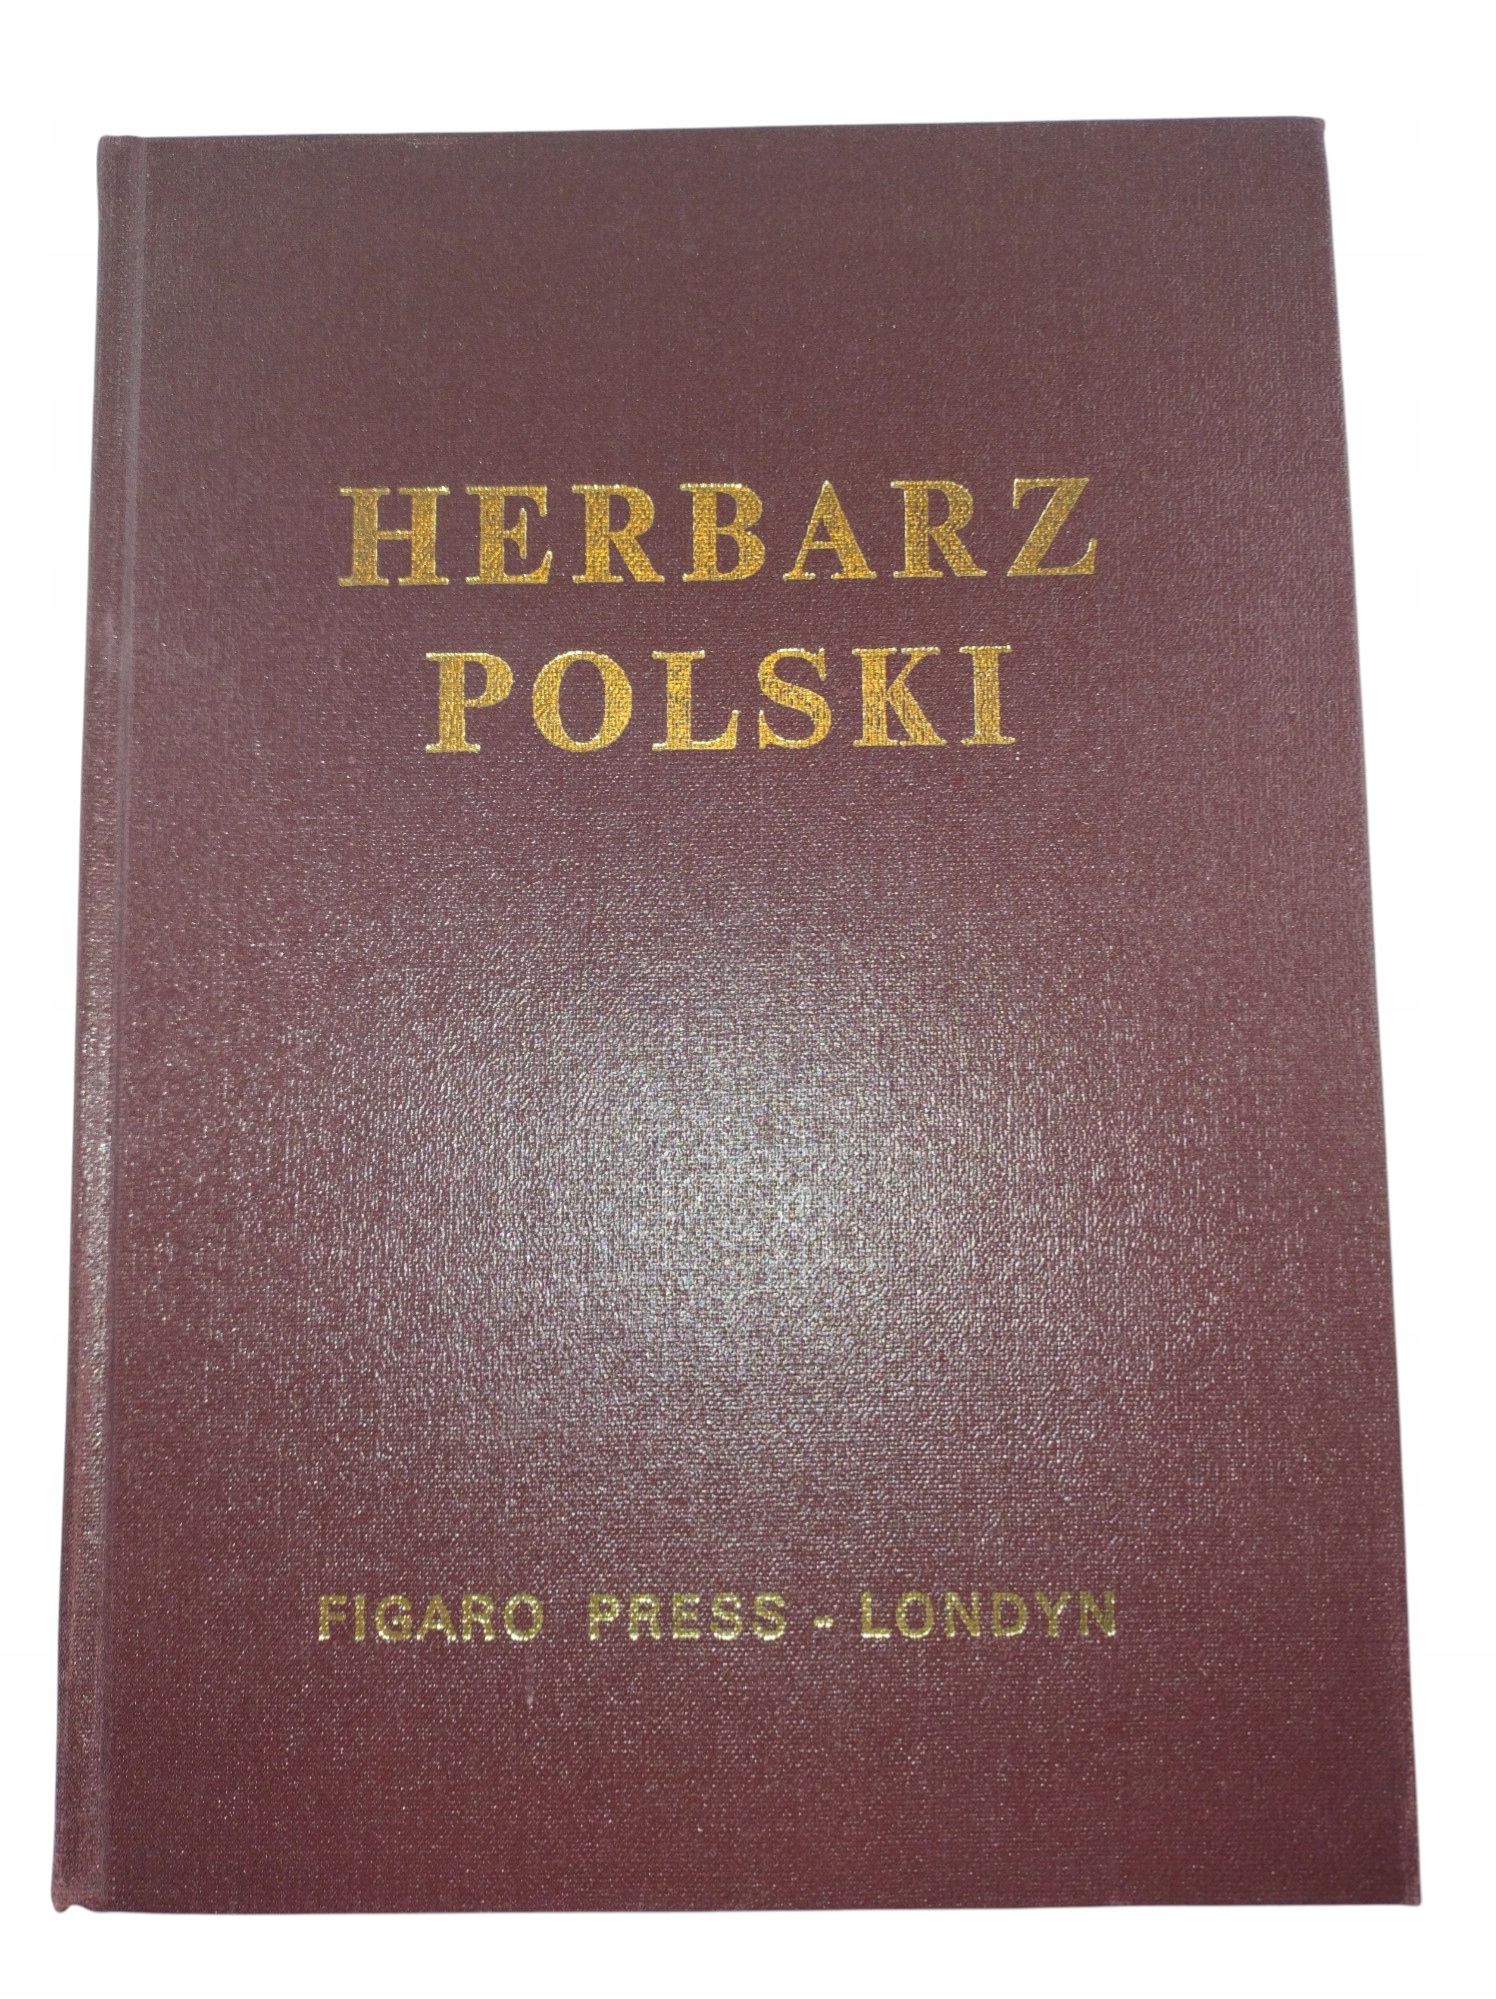 HERBARZ
POLSKI
FIGARO PRESS - LONDYN